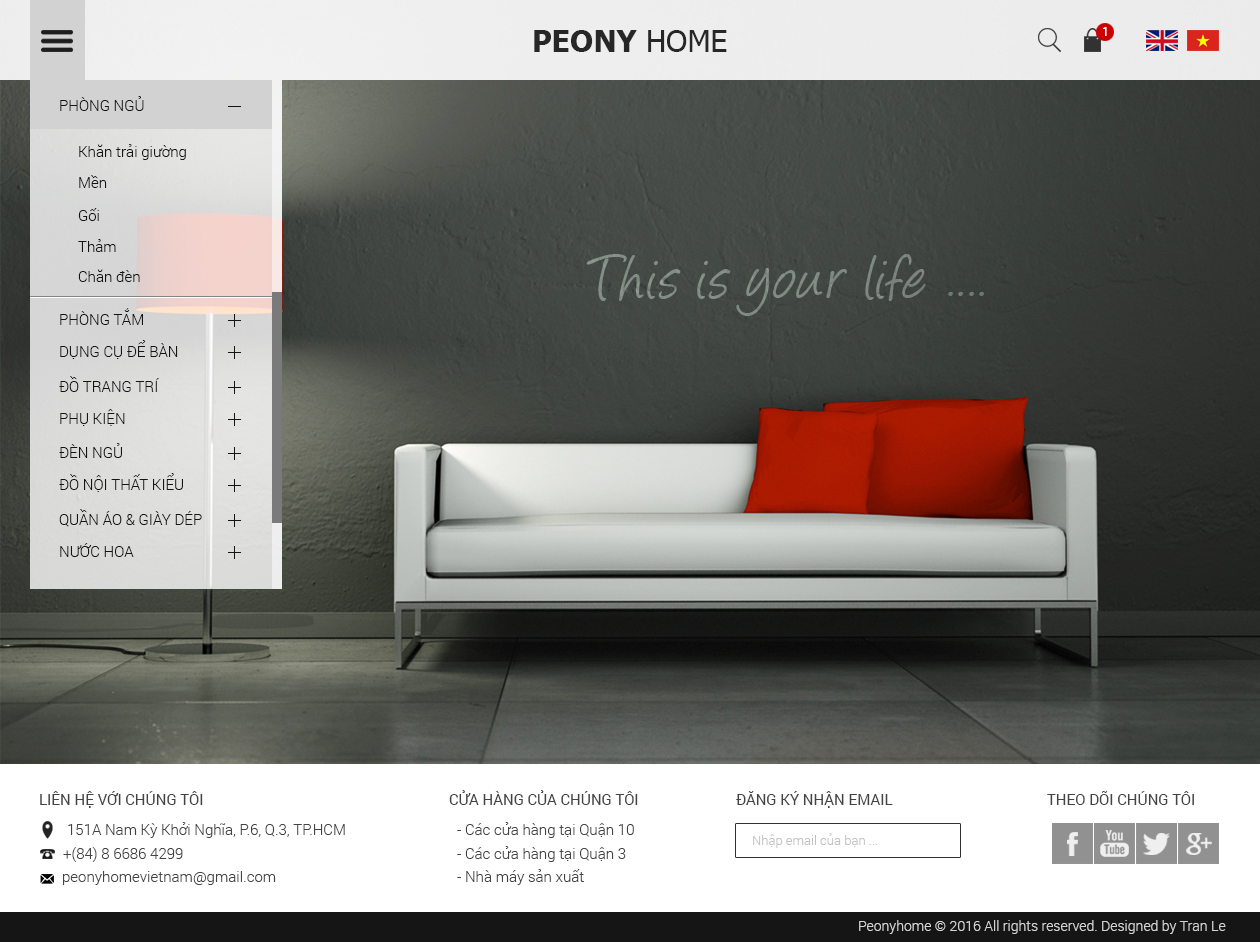 PEONY HOME
1
PHÒNG NGỦ
Khăn trải giường
Mền
Gối
Thảm
Chăn đèn
PHÒNG TẮM
DỤNG CỤ ĐỂ BÀN
ĐỒ TRANG TRÍ
PHỤ KIỆN
ĐÈN NGỦ
ĐỒ NỘI THẤT KIỂU
QUẦN ÁO & GIÀY DÉP
NƯỚC HOA
This is your life ....
LIÊN HỆ VỚI CHÚNG TÔI
151A Nam Kỳ Khởi Nghĩa, P.6, Q.3, TP.HCM
+(84) 8 6686 4299
peonyhomevietnam@gmail.com
CỬA HÀNG CỦA CHÚNG TÔI
- Các cửa hàng tại Quận 10
- Các cửa hàng tại Quận 3
- Nhà máy sản xuất
ĐĂNG KÝ NHẬN EMAIL
Nhập email của bạn ...
THEO DÕI CHÚNG TÔI
f
You
Tube
g+
Peonyhome © 2016 All rights reserved. Designed by Tran Le